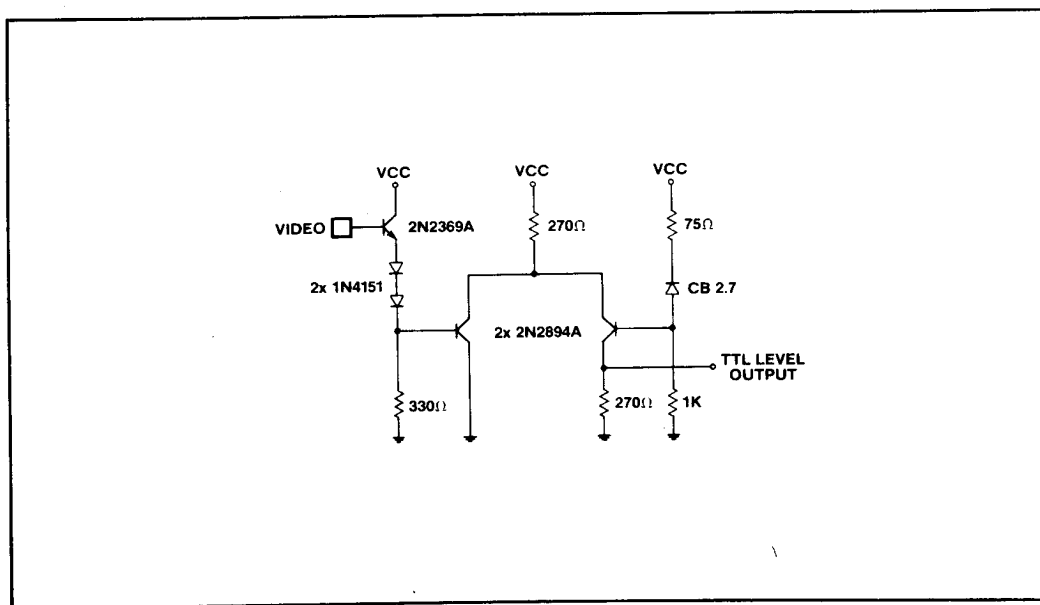 VCC
VCC
VCC
VIDEO
2N2369A
270Ω
75Ω
2x 1N4151
CB 2.7
2x 2N2894A
TTL LEVEL
OUTPUT
330Ω
270Ω
1K